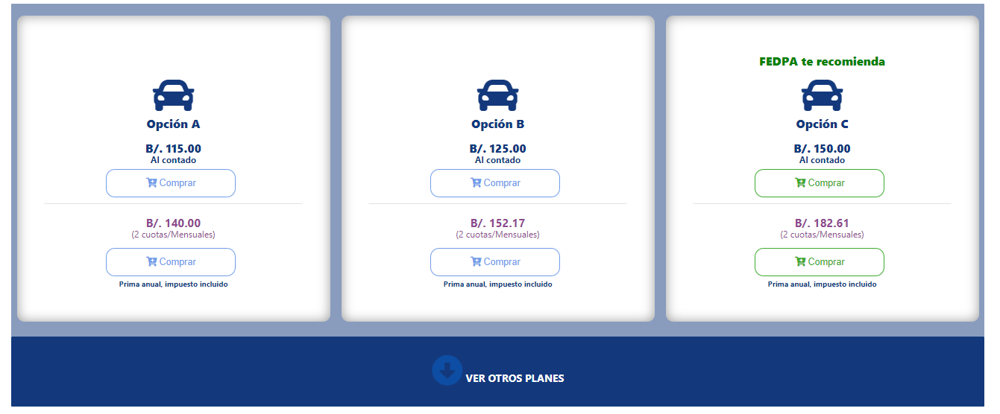 Opción A
B/. 115.00
Al contado
Comprar
B/. 140.00
(2 cuotas/Mensuales)
Comprar
Prima anual, impuesto incluido
Opción B
B/. 125.00
Al contado
Comprar
B/. 152.17
(2 cuotas/Mensuales)
Comprar
Prima anual, impuesto incluido
FEDPA te recomienda
Opción C
B/. 150.00
Al contado
Comprar
B/. 182.61
(2 cuotas/Mensuales)
Comprar
Prima anual, impuesto incluido
VER OTROS PLANES